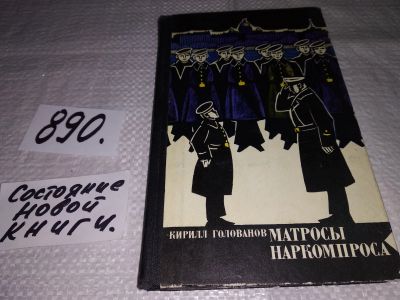 890.
Состояние
Новой
книги.
КИРИЛЛ ГОЛОВАНОВ
МАТРОСЫ
НАРКОМПРОСА